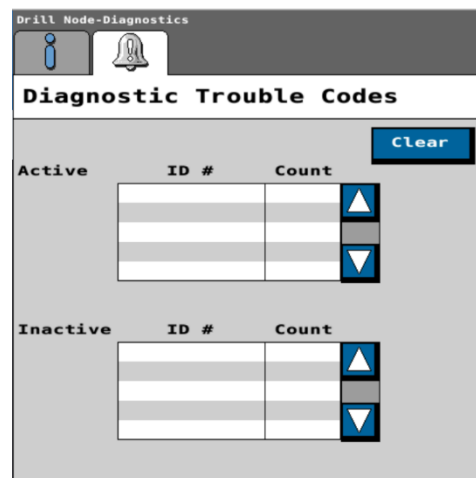 Drill Node-Diagnostics
Diagnostic Trouble Codes
Clear
Active ID # Count
Inactive ID # Count